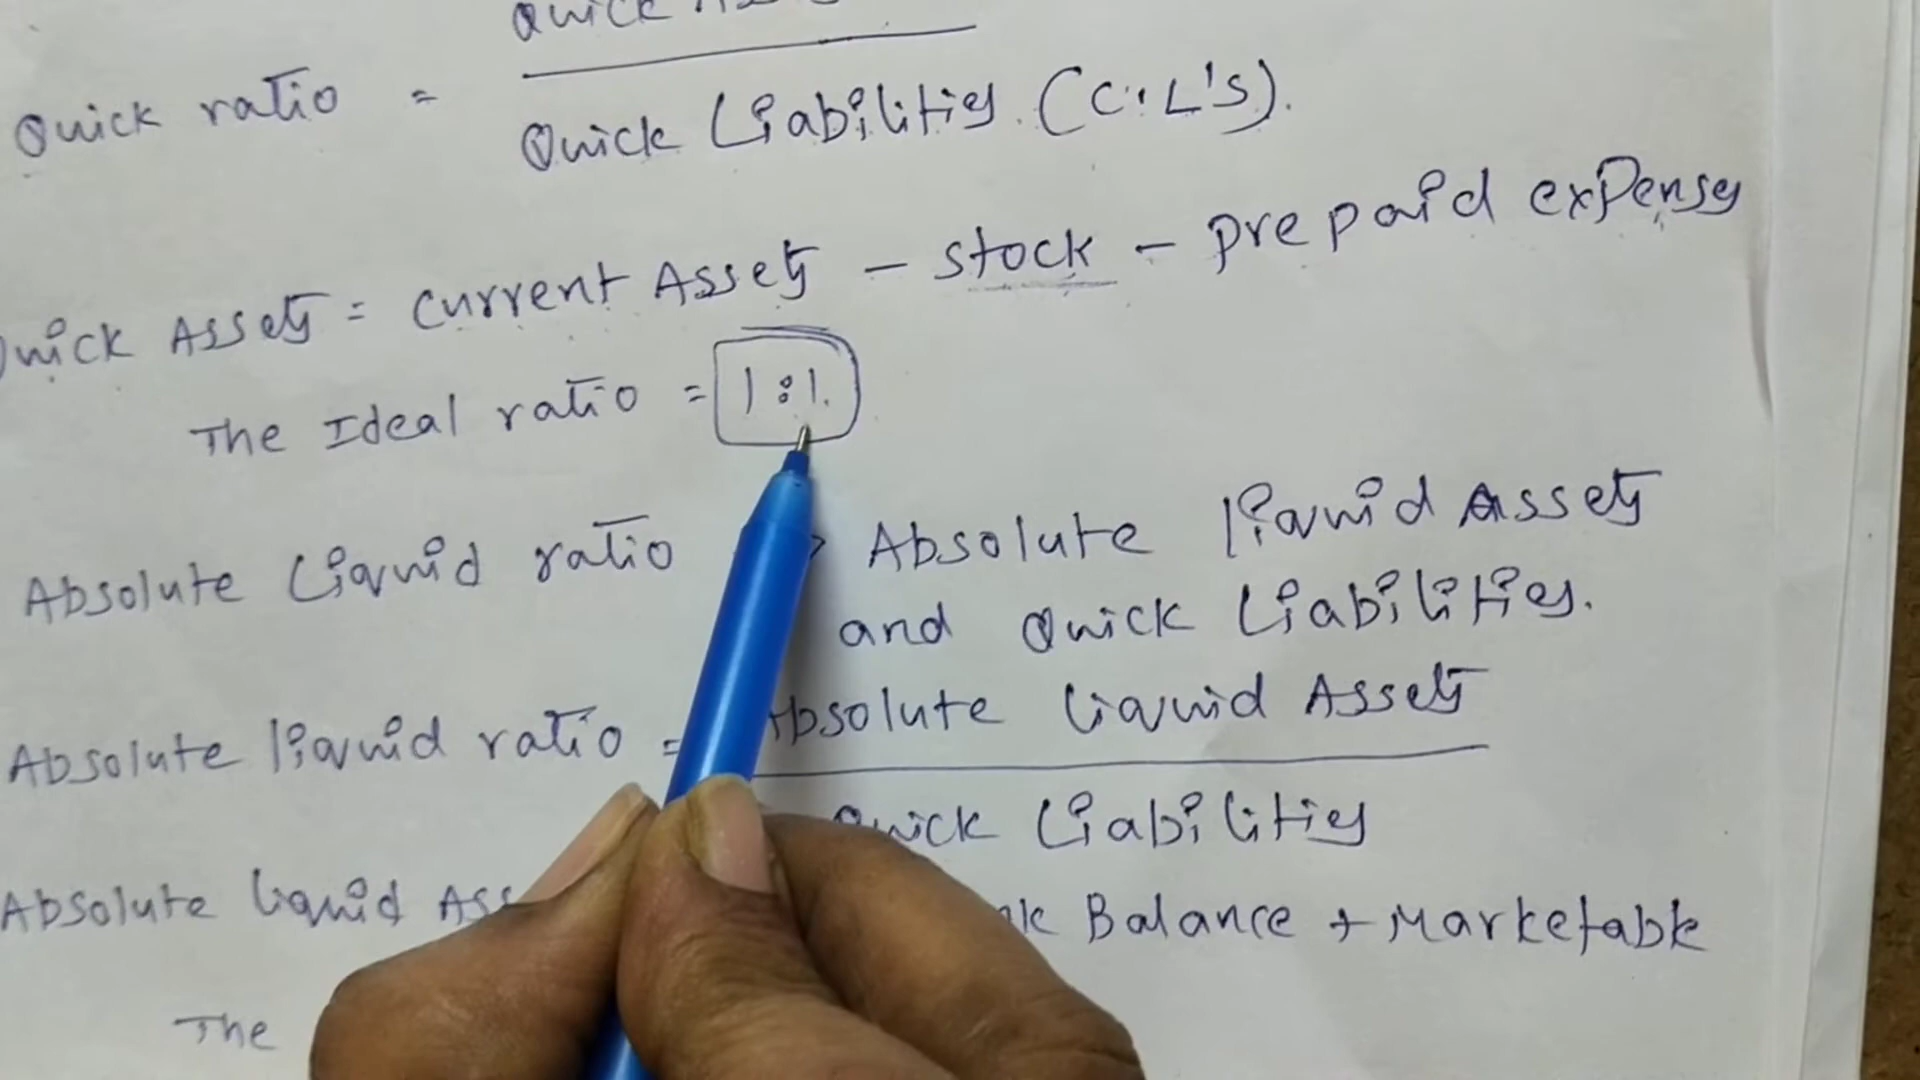 Quick
Quick ratio =
Quick Liabilities (C.L's).
Quick Assets = Current Assets - stock - prepaid expenses
The Ideal ratio = 1:1.
Absolute Liquid ratio > Absolute liquid Assets
and Quick Liabilities.
Absolute liquid ratio = Absolute Liquid Assets
Quick Liabilities
Absolute liquid Balance + Marketable
The